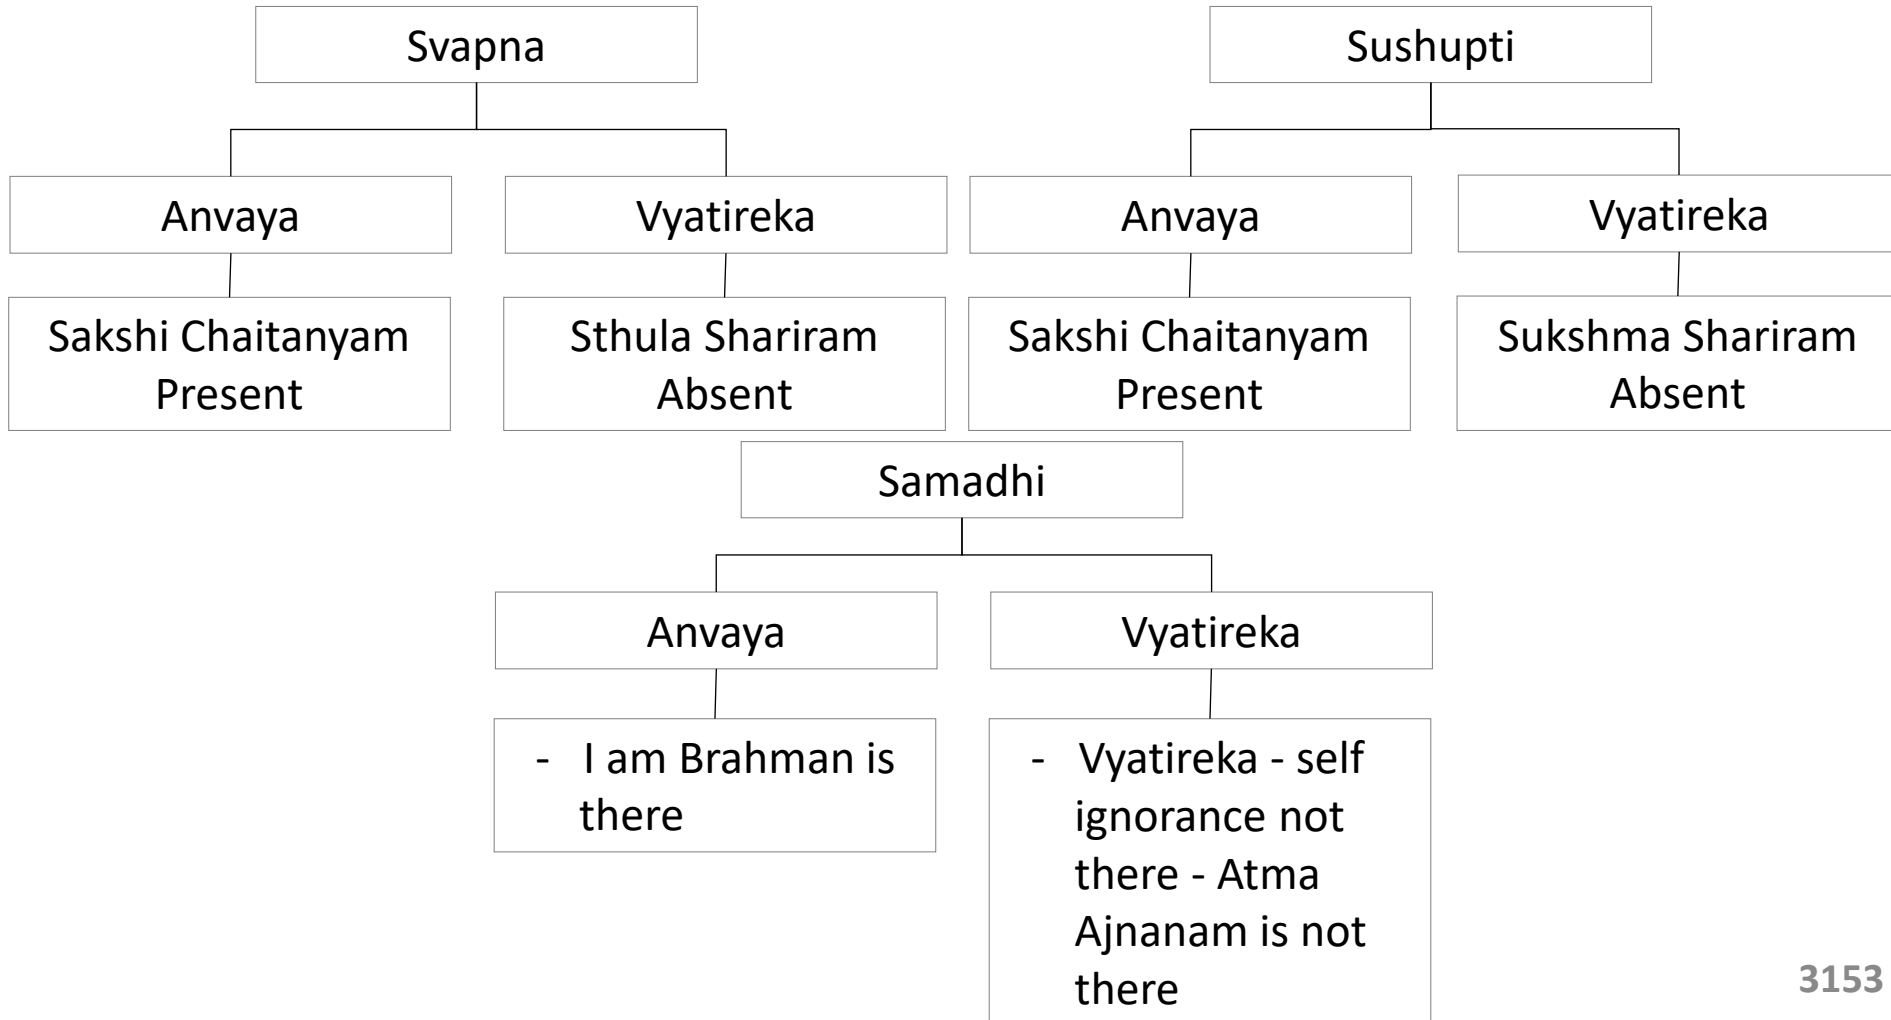 Svapna
Sushupti
Anvaya
Vyatireka
Anvaya
Vyatireka
Sakshi Chaitanyam
Present
Sthula Shariram
Absent
Sakshi Chaitanyam
Present
Sukshma Shariram
Absent
Samadhi
Anvaya
Vyatireka
- I am Brahman is
there
- Vyatireka - self
ignorance not
there - Atma
Ajnanam is not
there
3153